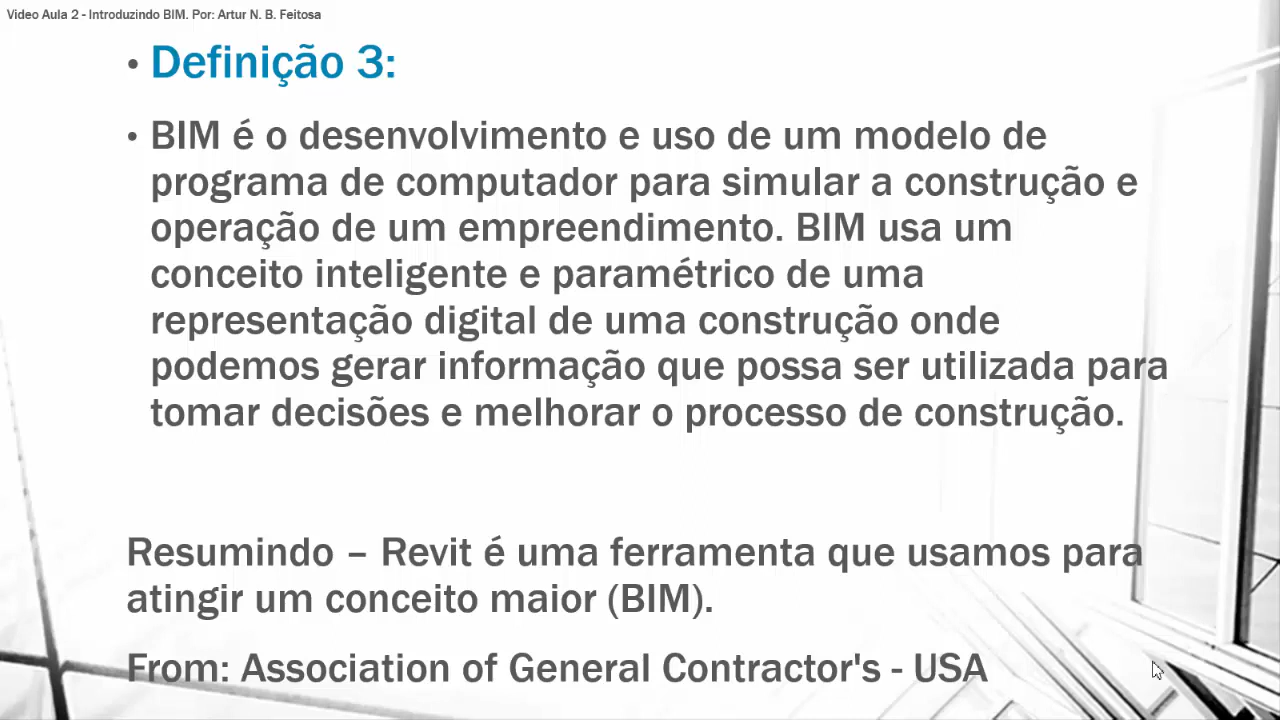 Video Aula 2 - Introduzindo BIM. Por: Artur N. B. Feitosa
• Definição 3:
• BIM é o desenvolvimento e uso de um modelo de
programa de computador para simular a construção e
operação de um empreendimento. BIM usa um
conceito inteligente e paramétrico de uma
representação digital de uma construção onde
podemos gerar informação que possa ser utilizada para
tomar decisões e melhorar o processo de construção.
Resumindo – Revit é uma ferramenta que usamos para
atingir um conceito maior (BIM).
From: Association of General Contractor's - USA